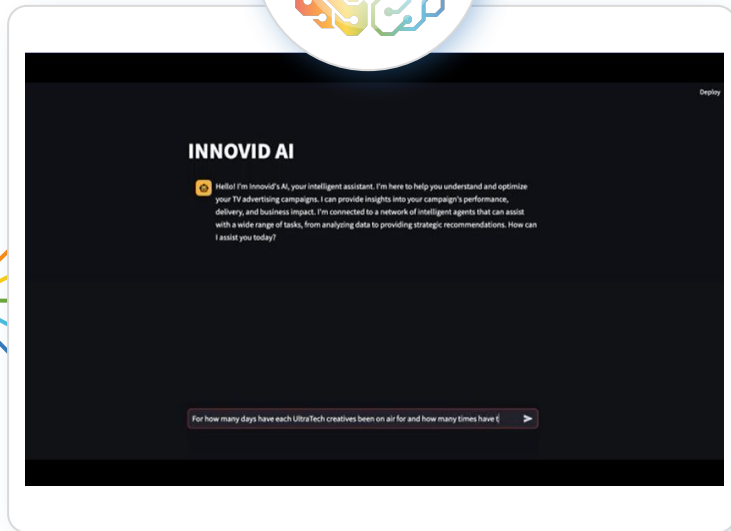 Deploy
INNOVID AI
Hello! I'm Innovid's AI, your intelligent assistant. I'm here to help you understand and optimize
your TV advertising campaigns. I can provide insights into your campaign's performance,
delivery, and business impact. I'm connected to a network of intelligent agents that can assist
with a wide range of tasks, from analyzing data to providing strategic recommendations. How can
I assist you today?
For how many days have each UltraTech creatives been on air for and how many times have t